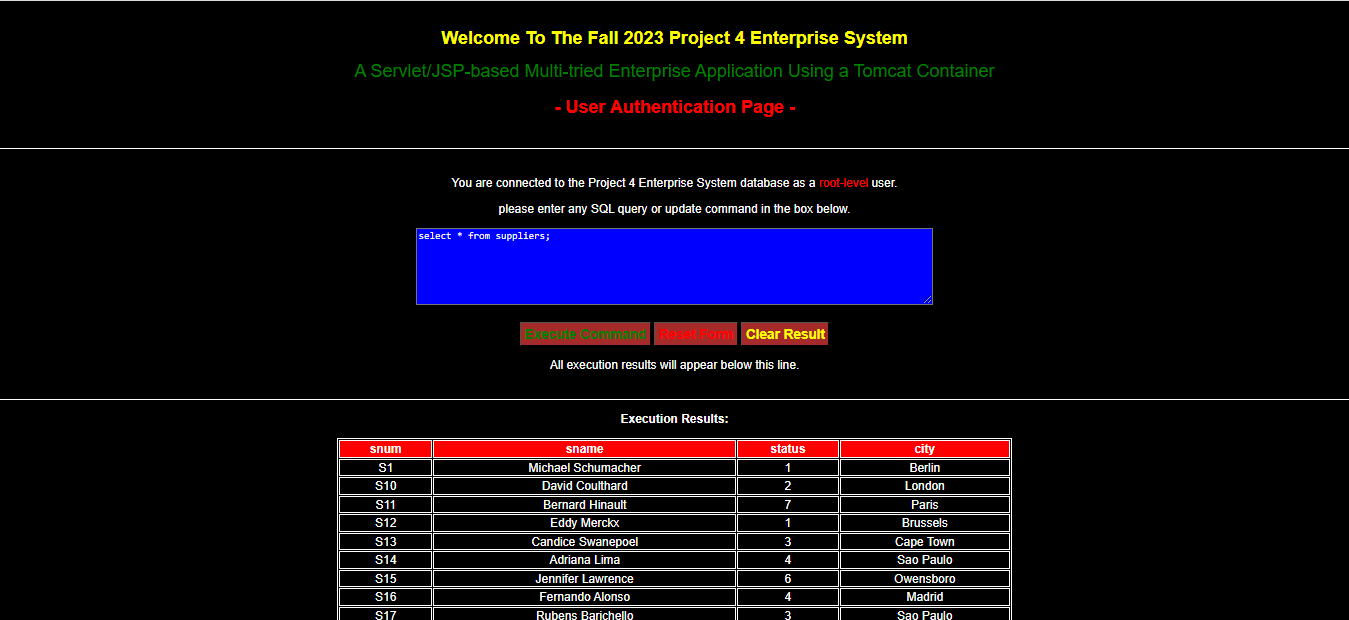 Welcome To The Fall 2023 Project 4 Enterprise System
A Servlet/JSP-based Multi-tried Enterprise Application Using a Tomcat Container
- User Authentication Page -
You are connected to the Project 4 Enterprise System database as a root-level user.
please enter any SQL query or update command in the box below.
select * from suppliers;
Execute Command Reset Form Clear Result
All execution results will appear below this line.
Execution Results:
snum sname status city
S1 Michael Schumacher 1 Berlin
S10 David Coulthard 2 London
S11 Bernard Hinault 7 Paris
S12 Eddy Merckx 1 Brussels
S13 Candice Swanepoel 3 Cape Town
S14 Adriana Lima 4 Sao Paulo
S15 Jennifer Lawrence 6 Owensboro
S16 Fernando Alonso 4 Madrid
S17 Rubens Barichello 3 Sao Paulo